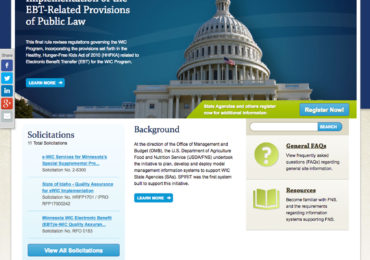 Implementation of the
EBT-Related Provisions
of Public Law
This final rule revises regulations governing the WIC
Program, incorporating the provisions set forth in the
Healthy, Hunger-Free Kids Act of 2010 (HHFKA) related to
Electronic Benefit Transfer (EBT) for the WIC Program.
LEARN MORE
State Agencies and others register
now for additional information.
Register Now!
Solicitations
11 Total Solicitations
e-WIC Services for Minnesota's
Special Supplemental Pro...
Solicitation No. 2-6300
State of Idaho - Quality Assurance
for eWIC Implementation
Solicitation No.
Minnesota WIC Electronic Benefit
(EBT)/e-WIC Quality Assuran...
Solicitation No. RFO 0193
View All Solicitations
Background
At the direction of the Office of Management and
Budget (OMB), the U.S. Department of Agriculture
Food and Nutrition Service (USDA/FNS) undertook
the initiative to plan, develop and deploy model
management information systems to support WIC
State Agencies (SAs). SPIRIT was the first system
built to support this initiative.
LEARN MORE
SEARCH
General FAQs
View frequently asked
questions (FAQs) regarding
general site information.
Resources
Become familiar with FNS,
and the requirements
regarding information
systems supporting FNS.